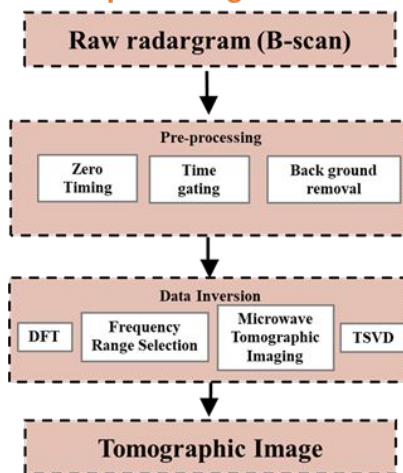 Raw radargram (B-scan)
Pre-processing
Zero
Timing
Time
gating
Back ground
removal
Data Inversion
DFT
Frequency
Range Selection
Microwave
Tomographic
Imaging
TSVD
Tomographic Image